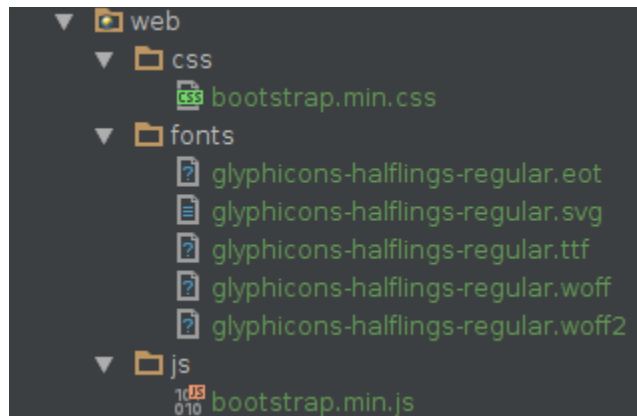 web
css
bootstrap.min.css
fonts
glyphicons-halflings-regular.eot
glyphicons-halflings-regular.svg
glyphicons-halflings-regular.ttf
glyphicons-halflings-regular.woff
glyphicons-halflings-regular.woff2
js
bootstrap.min.js